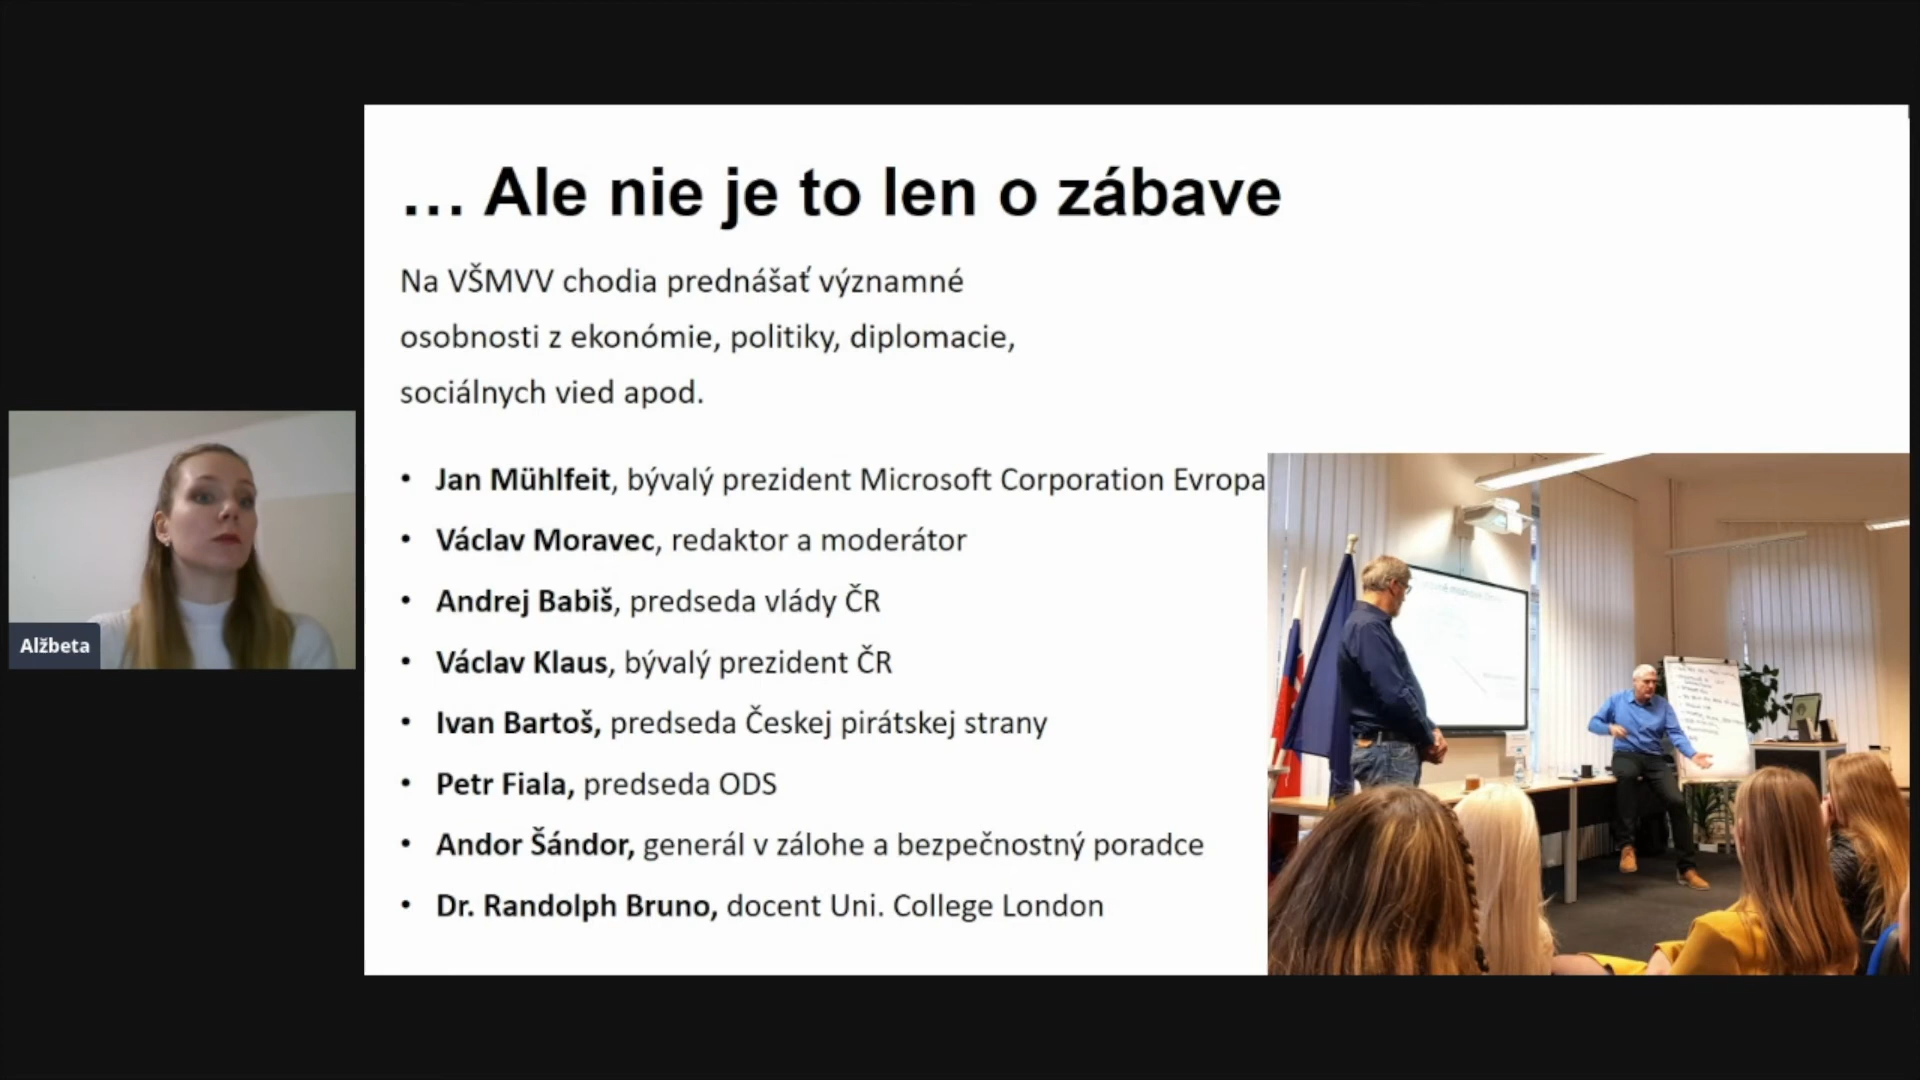 … Ale nie je to len o zábave
Na VŠMVV chodia prednášať významné
osobnosti z ekonómie, politiky, diplomacie,
sociálnych vied apod.
• Jan Mühlfeit, bývalý prezident Microsoft Corporation Evropa
• Václav Moravec, redaktor a moderátor
• Andrej Babiš, predseda vlády ČR
• Václav Klaus, bývalý prezident ČR
• Ivan Bartoš, predseda Českej pirátskej strany
• Petr Fiala, predseda ODS
• Andor Šándor, generál v zálohe a bezpečnostný poradce
• Dr. Randolph Bruno, docent Uni. College London
Alžbeta